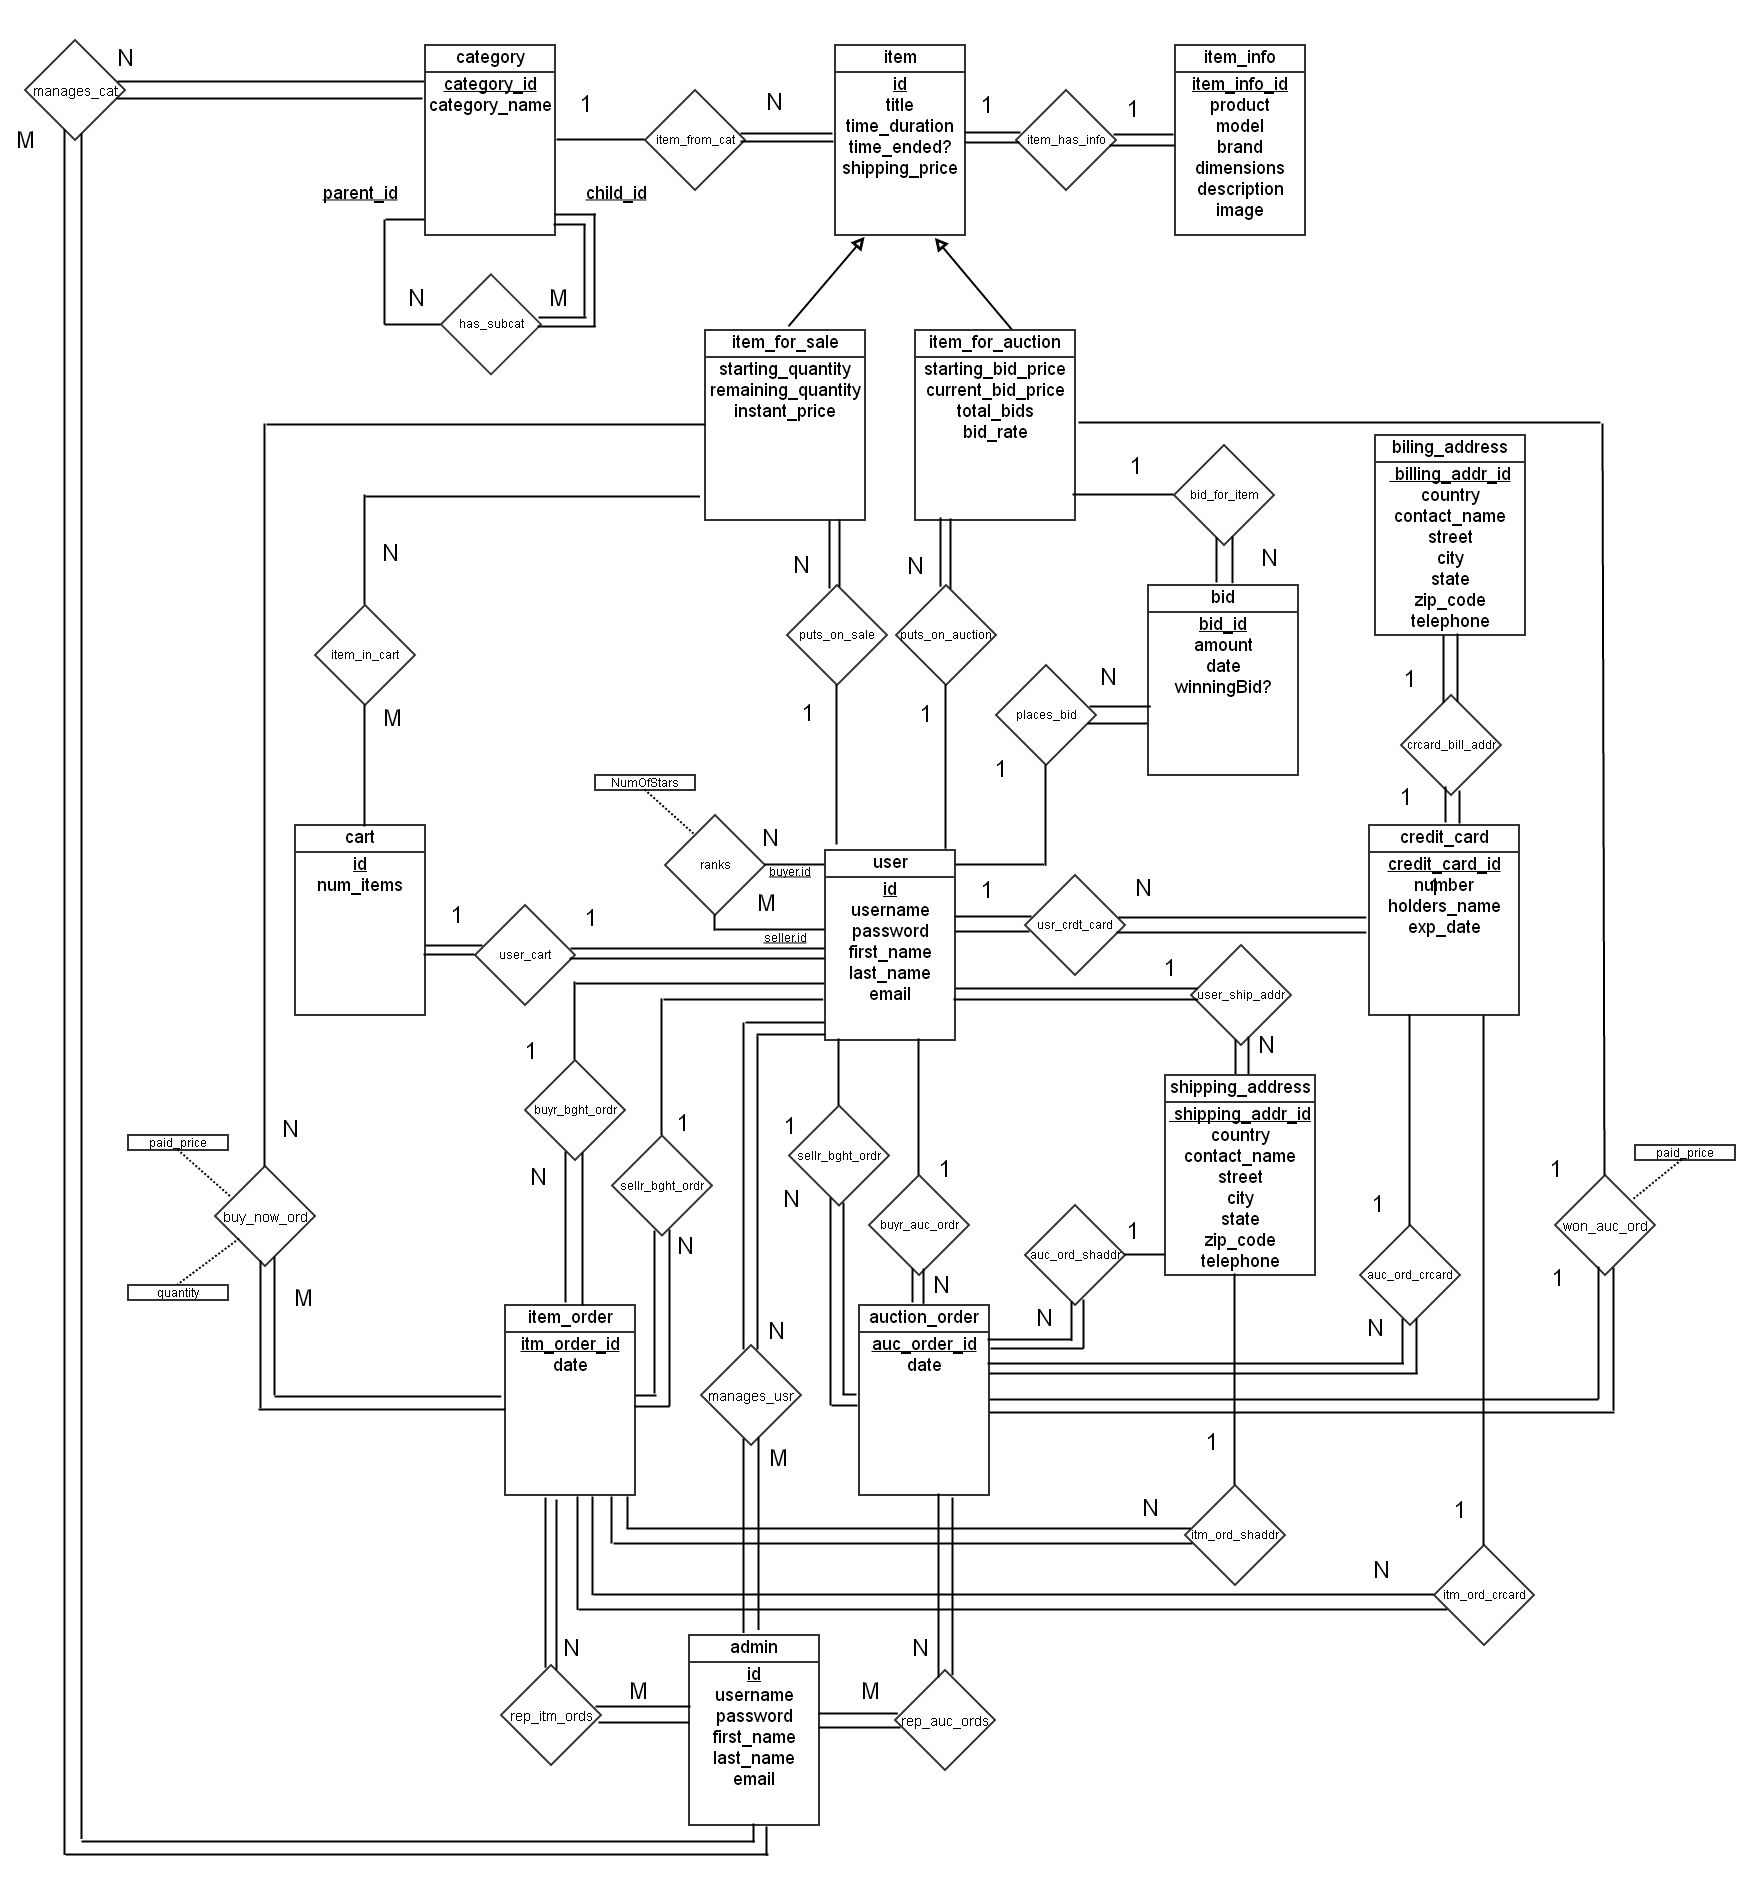 N
manages_cat
M
category
category_id
category_name
parent_id
child_id
N
M
has_subcat
1
item_from_cat
N
item
id
title
time_duration
time_ended?
shipping_price
1
item_has_info
1
item_info
item_info_id
product
model
brand
dimensions
description
image
item_for_sale
starting_quantity
remaining_quantity
instant_price
item_for_auction
starting_bid_price
current_bid_price
total_bids
bid_rate
1
bid_for_item
N
biling_address
billing_addr_id
country
contact_name
street
city
state
zip_code
telephone
N
item_in_cart
M
N
puts_on_sale
1
N
puts_on_auction
1
bid
bid_id
amount
date
winningBid?
N
places_bid
1
1
crcard_bill_addr
1
NumOfStars
ranks
N
buyer.id
M
seller.id
cart
id
num_items
1
user_cart
1
user
id
username
password
first_name
last_name
email
1
usr_crdt_card
N
credit_card
credit_card_id
number
holders_name
exp_date
1
user_ship_addr
N
shipping_address
shipping_addr_id
country
contact_name
street
city
state
zip_code
telephone
1
buyr_bght_ordr
N
1
sellr_bght_ordr
N
1
sellr_bght_ordr
N
1
buyr_auc_ordr
N
auc_ord_shaddr
1
N
1
auc_ord_crcard
N
1
won_auc_ord
1
paid_price
N
paid_price
buy_now_ord
quantity
M
item_order
itm_order_id
date
N
manages_usr
M
auction_order
auc_order_id
date
1
N
itm_ord_shaddr
1
N
itm_ord_crcard
N
rep_itm_ords
M
admin
id
username
password
first_name
last_name
email
M
N
rep_auc_ords